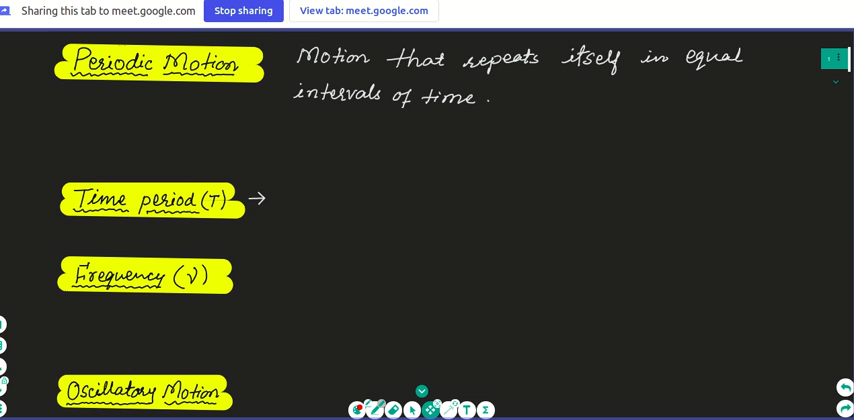 Sharing this tab to meet.google.com Stop sharing View tab: meet.google.com
Periodic Motion Motion that repeats itself in equal
intervals of time.
1
Time period (T) →
Frequency (ν)
Oscillatory Motion
T Σ